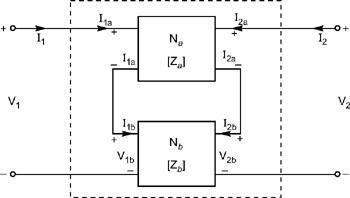 + I₁ I₁ₐ + I₂ₐ + I₂ +
Nₐ
[Zₐ]
− I₁ₐ I₂ₐ −
V₁ V₂
I₁b I₂b
+ Nb +
V₁b [Zb] V₂b
− − − −